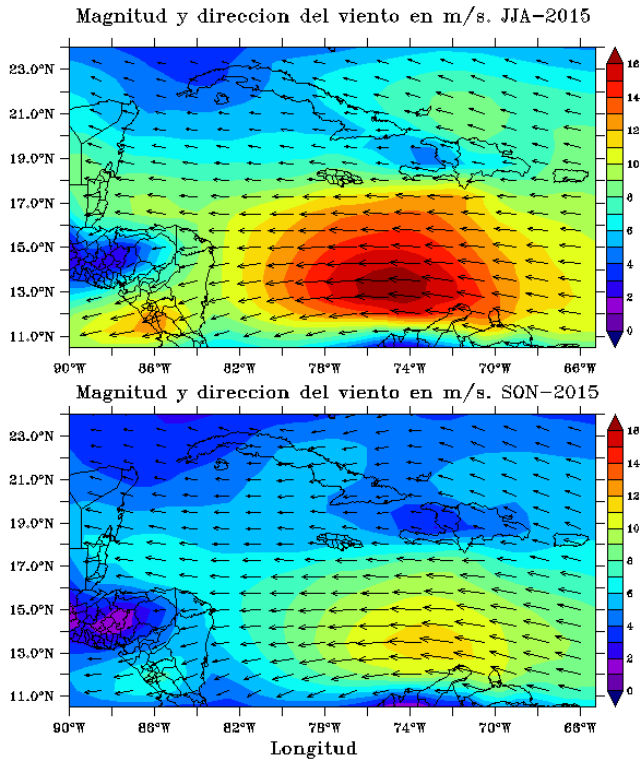 Magnitud y direccion del viento en m/s. JJA-2015
23.0°N
21.0°N
19.0°N
17.0°N
15.0°N
13.0°N
11.0°N
90°W 86°W 82°W 78°W 74°W 70°W 66°W
16
14
12
10
8
6
4
2
0
Magnitud y direccion del viento en m/s. SON-2015
23.0°N
21.0°N
19.0°N
17.0°N
15.0°N
13.0°N
11.0°N
90°W 86°W 82°W 78°W 74°W 70°W 66°W
16
14
12
10
8
6
4
2
0
Longitud